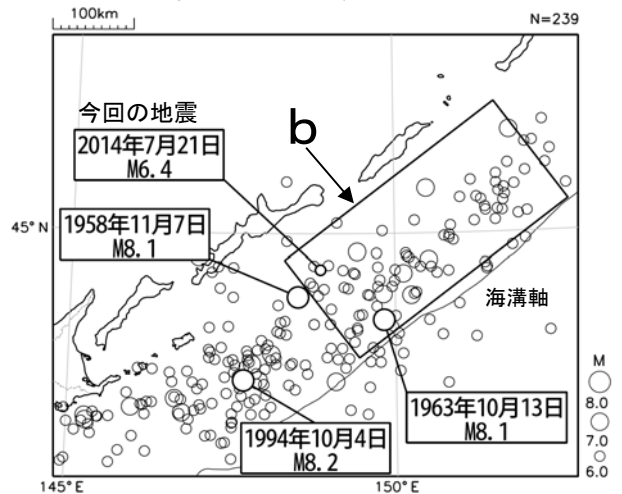 100km
N=239
今回の地震
2014年7月21日
M6.4
b
1958年11月7日
M8.1
45°N
海溝軸
M
8.0
7.0
6.0
1963年10月13日
M8.1
1994年10月4日
M8.2
145°E
150°E